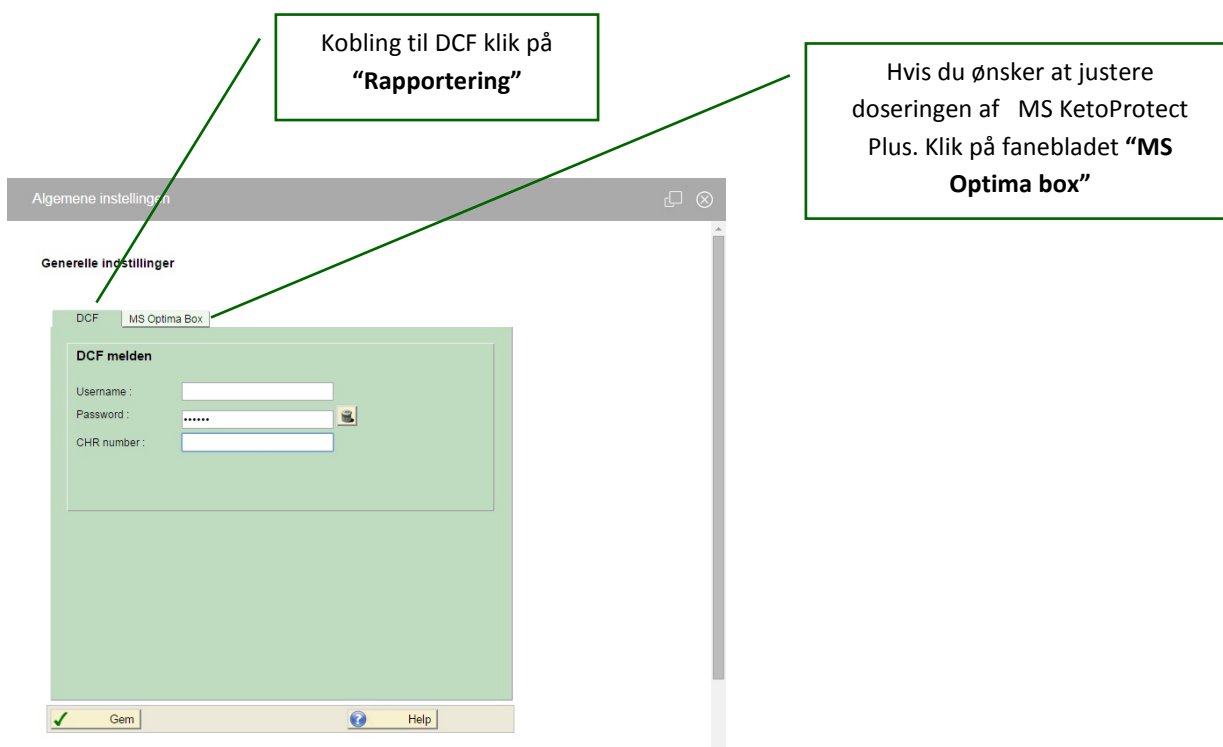 Kobling til DCF klik på
“Rapportering”
Hvis du ønsker at justere
doseringen af MS KetoProtect
Plus. Klik på fanebladet “MS
Optima box”
Algemene instellingen
Generelle indstillinger
DCF
MS Optima Box
DCF melden
Username :
Password :
••••••
CHR number :
Gem
Help